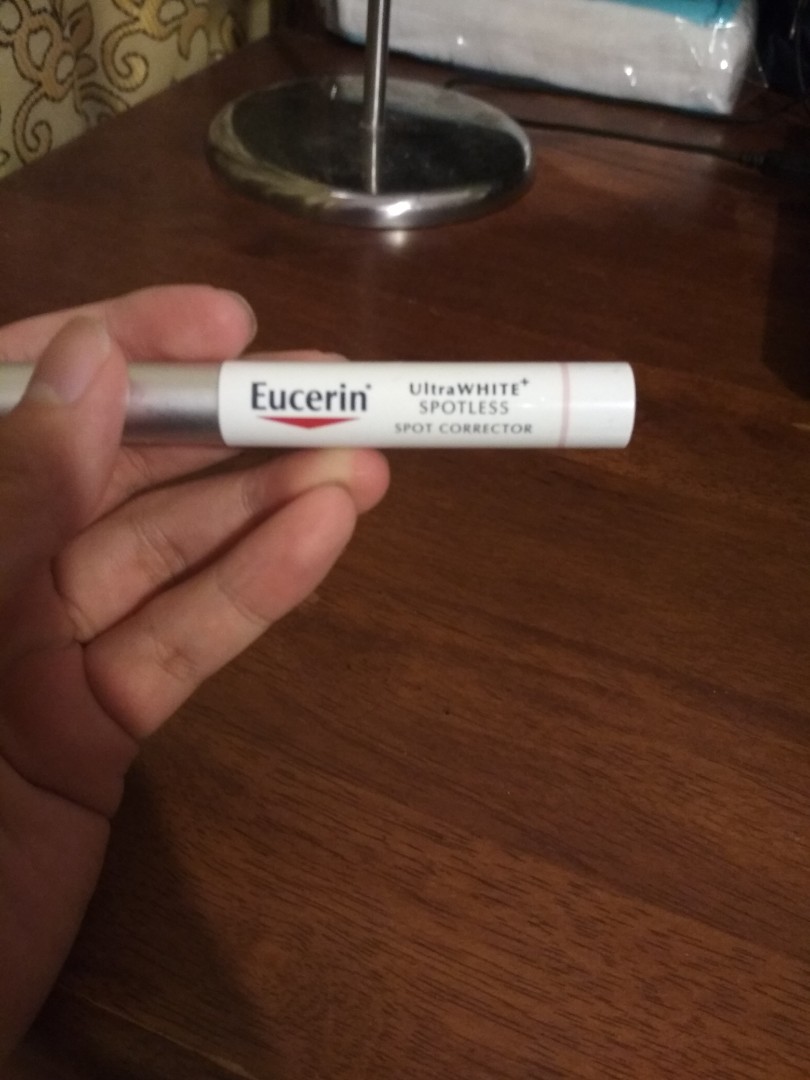 Eucerin®
UltraWHITE⁺
SPOTLESS
SPOT CORRECTOR